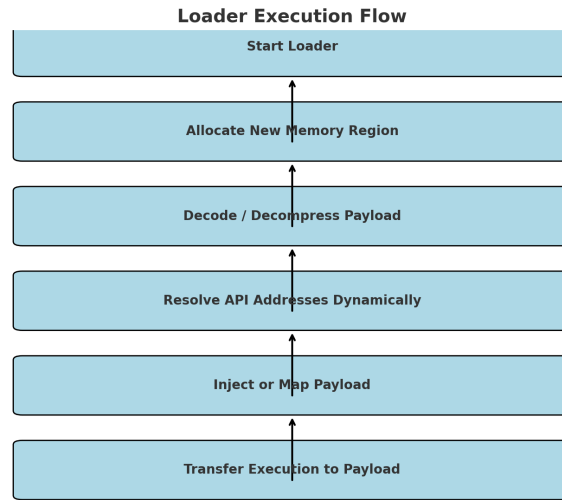 Loader Execution Flow
Start Loader
Allocate New Memory Region
Decode / Decompress Payload
Resolve API Addresses Dynamically
Inject or Map Payload
Transfer Execution to Payload